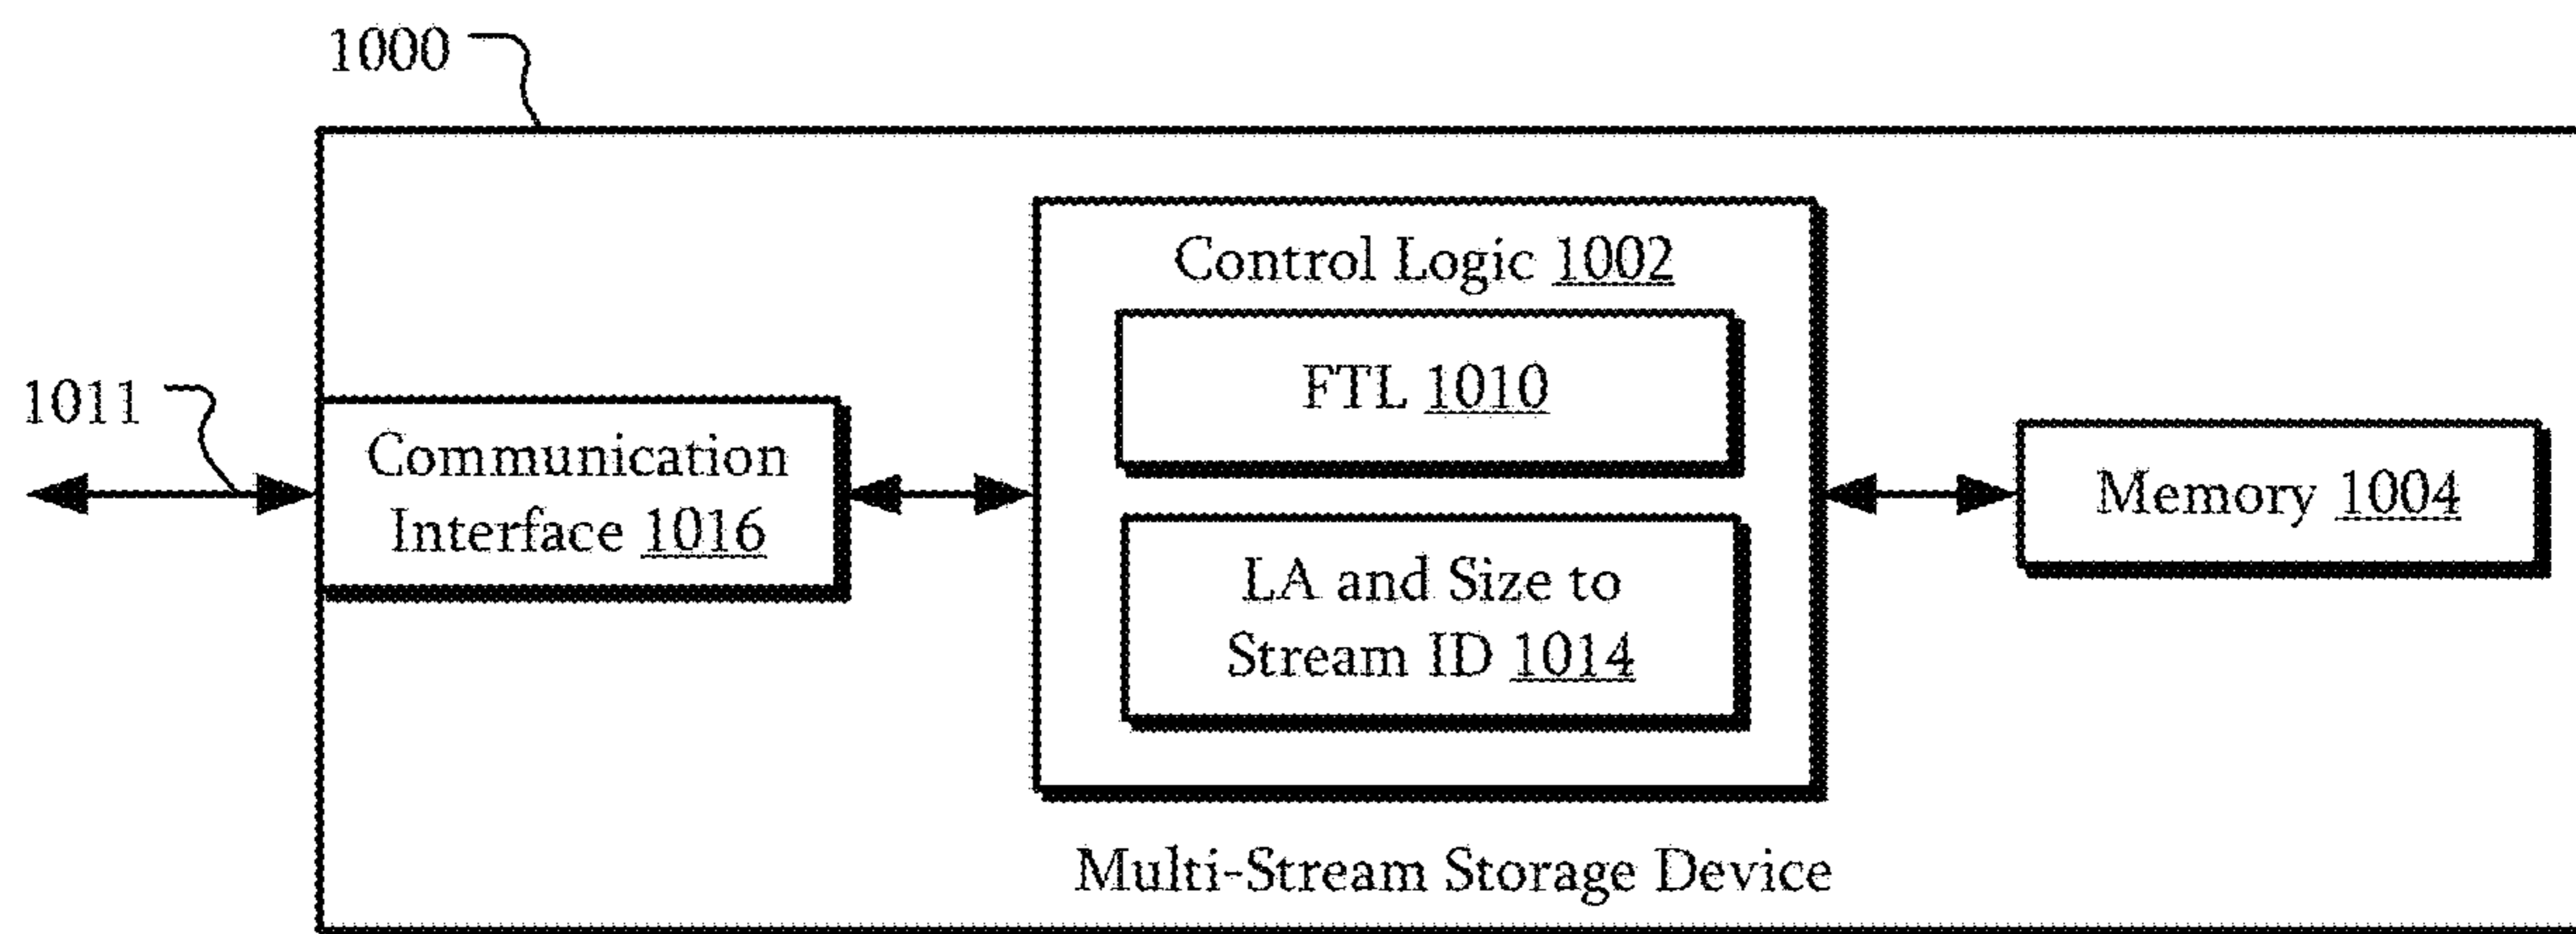 1000
Control Logic 1002
FTL 1010
1011
Communication
Interface 1016
Memory 1004
LA and Size to
Stream ID 1014
Multi-Stream Storage Device